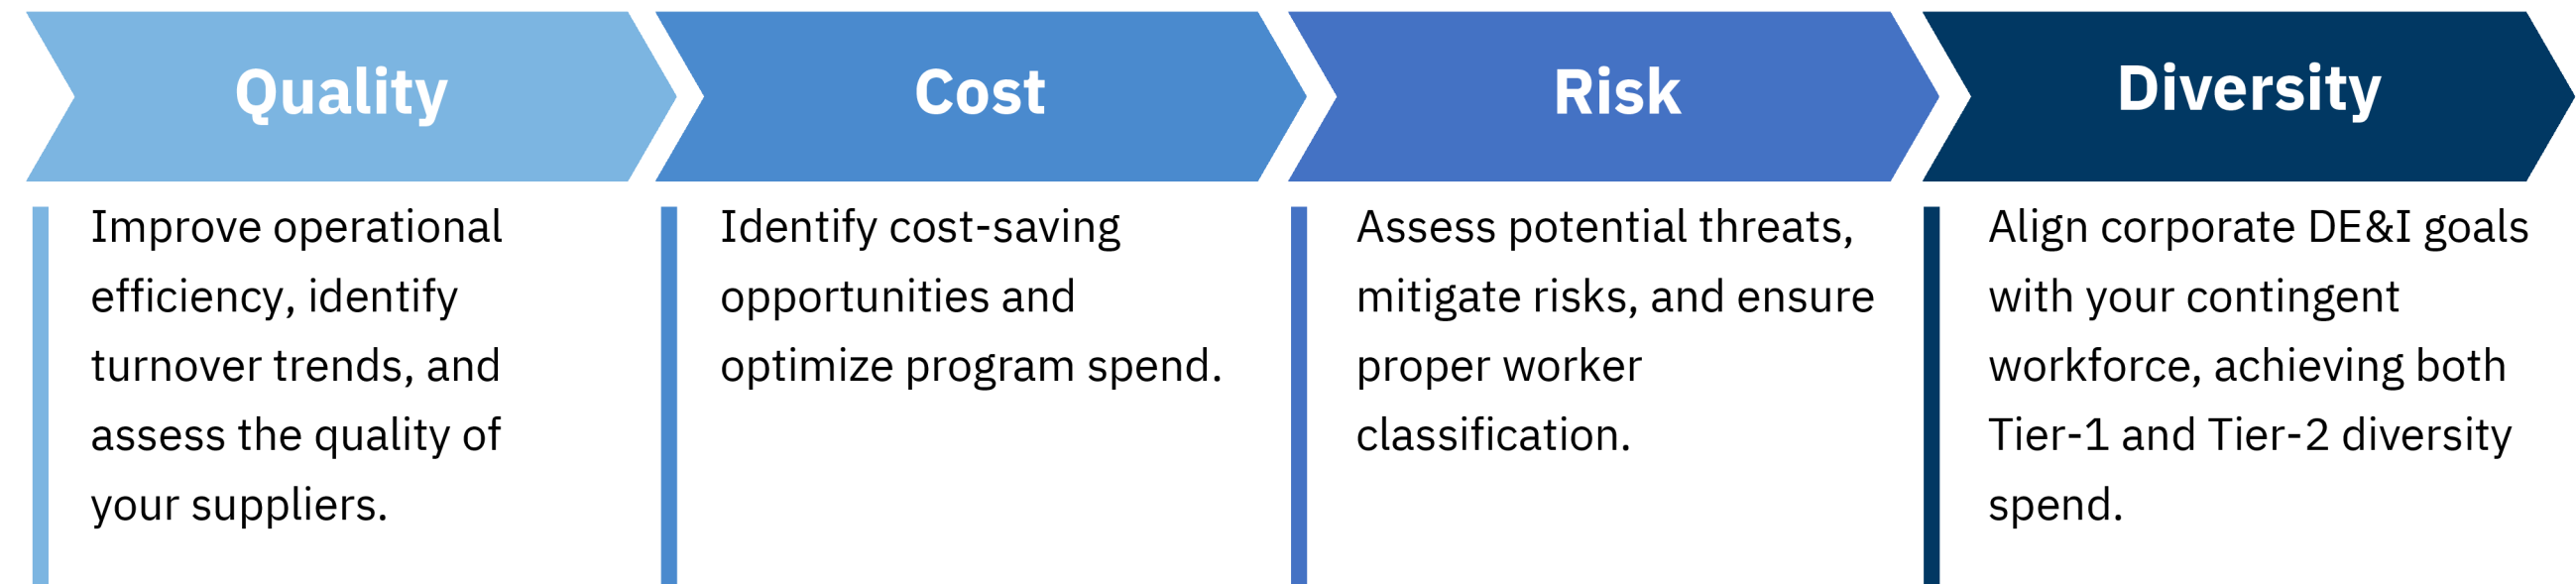 Quality
Improve operational
efficiency, identify
turnover trends, and
assess the quality of
your suppliers.
Cost
Identify cost-saving
opportunities and
optimize program spend.
Risk
Assess potential threats,
mitigate risks, and ensure
proper worker
classification.
Diversity
Align corporate DE&I goals
with your contingent
workforce, achieving both
Tier-1 and Tier-2 diversity
spend.